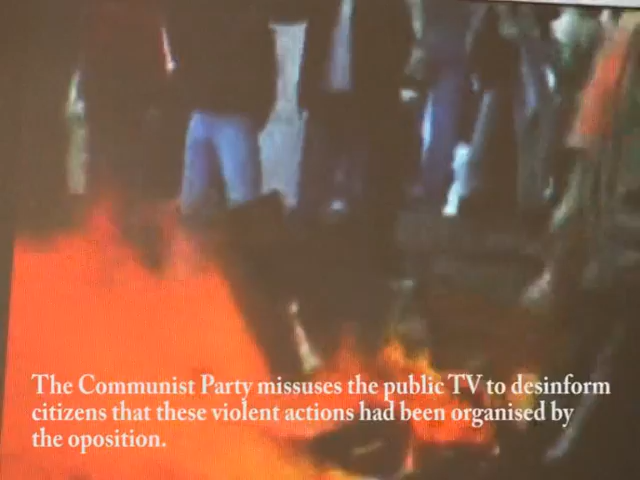 The Communist Party missuses the public TV to desinform
citizens that these violent actions had been organised by
the oposition.